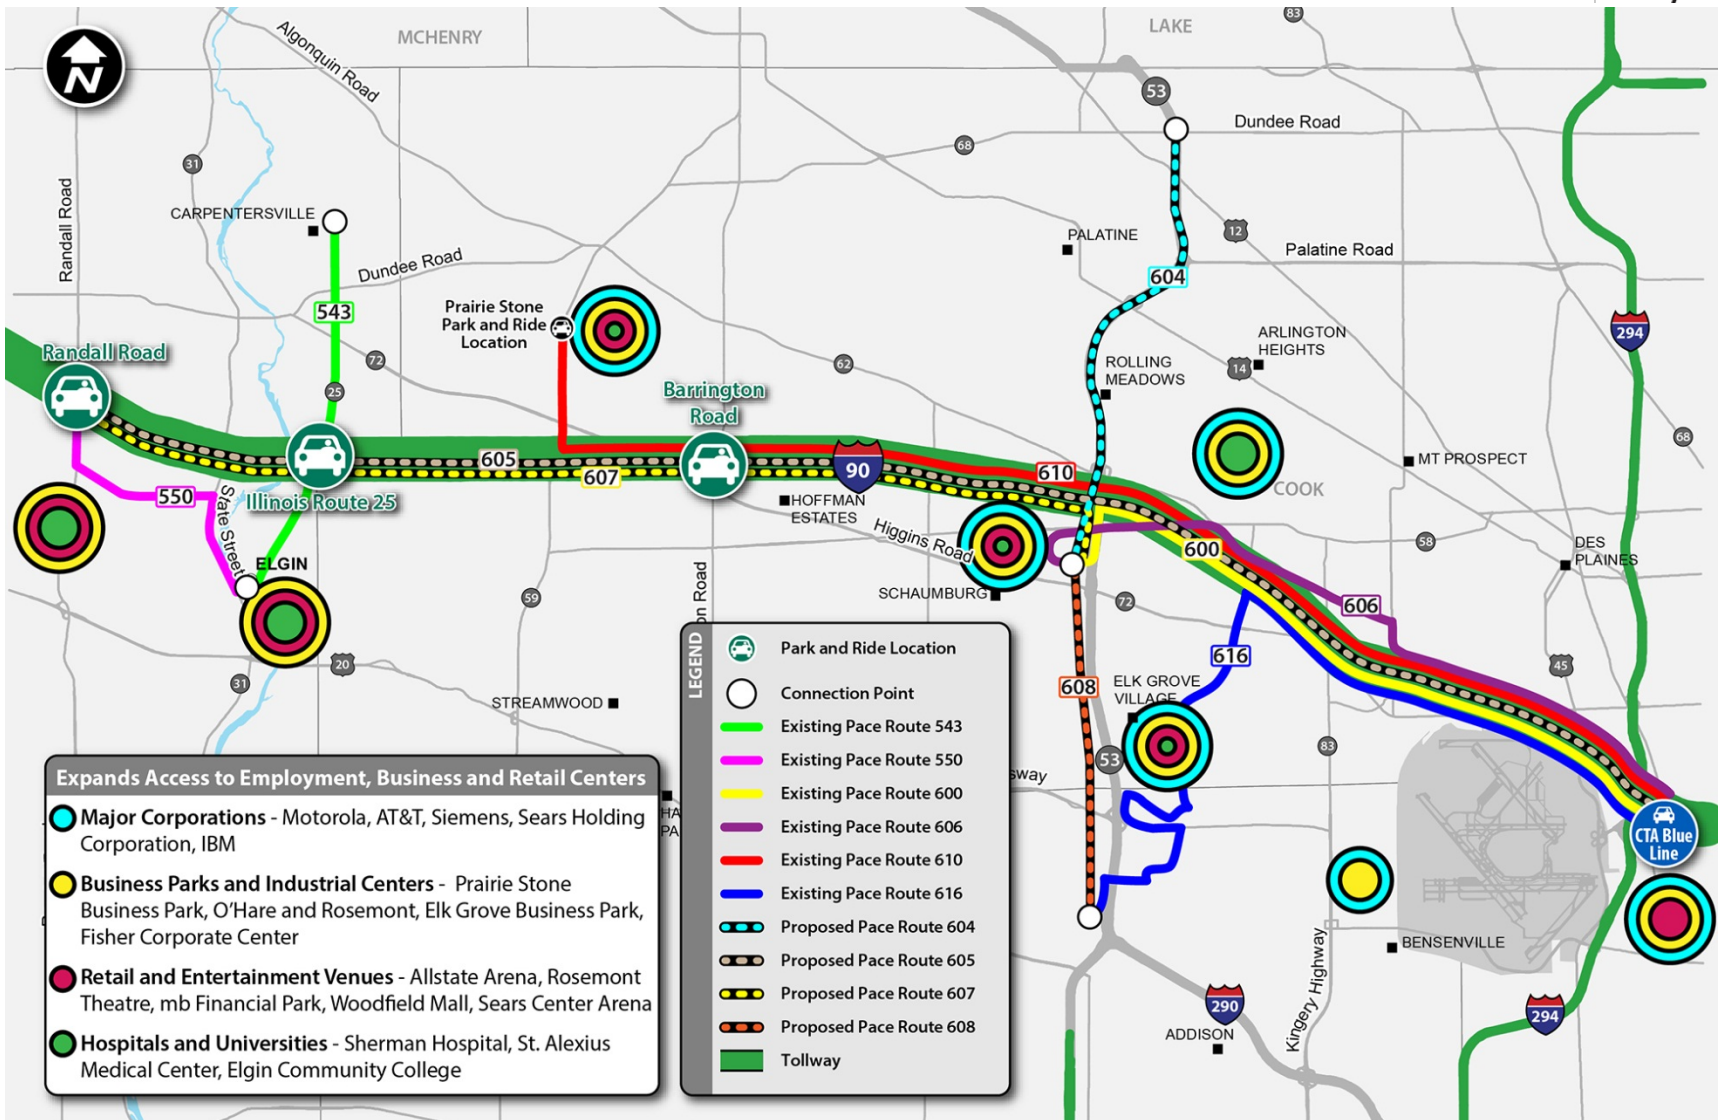 MCHENRY
LAKE
83
N
Algonquin Road
53
Dundee Road
68
31
Randall Road
CARPENTERSVILLE
Dundee Road
12
PALATINE
Palatine Road
604
543
Prairie Stone
Park and Ride
Location
294
ARLINGTON
HEIGHTS
Randall Road
72
62
14
ROLLING
MEADOWS
25
Barrington
Road
68
605
90
610
MT PROSPECT
607
COOK
550
State Street
Illinois Route 25
HOFFMAN
ESTATES
Higgins Road
600
58
DES
PLAINES
ELGIN
SCHAUMBURG
59
72
606
on Road
616
20
31
45
608
ELK GROVE
VILLAGE
STREAMWOOD
53
83
sway
HA
PA
CTA Blue
Line
BENSENVILLE
Kingery Highway
290
ADDISON
294
LEGEND
Park and Ride Location
Connection Point
Existing Pace Route 543
Existing Pace Route 550
Existing Pace Route 600
Existing Pace Route 606
Existing Pace Route 610
Existing Pace Route 616
Proposed Pace Route 604
Proposed Pace Route 605
Proposed Pace Route 607
Proposed Pace Route 608
Tollway
Expands Access to Employment, Business and Retail Centers
Major Corporations - Motorola, AT&T, Siemens, Sears Holding
Corporation, IBM
Business Parks and Industrial Centers - Prairie Stone
Business Park, O'Hare and Rosemont, Elk Grove Business Park,
Fisher Corporate Center
Retail and Entertainment Venues - Allstate Arena, Rosemont
Theatre, mb Financial Park, Woodfield Mall, Sears Center Arena
Hospitals and Universities - Sherman Hospital, St. Alexius
Medical Center, Elgin Community College